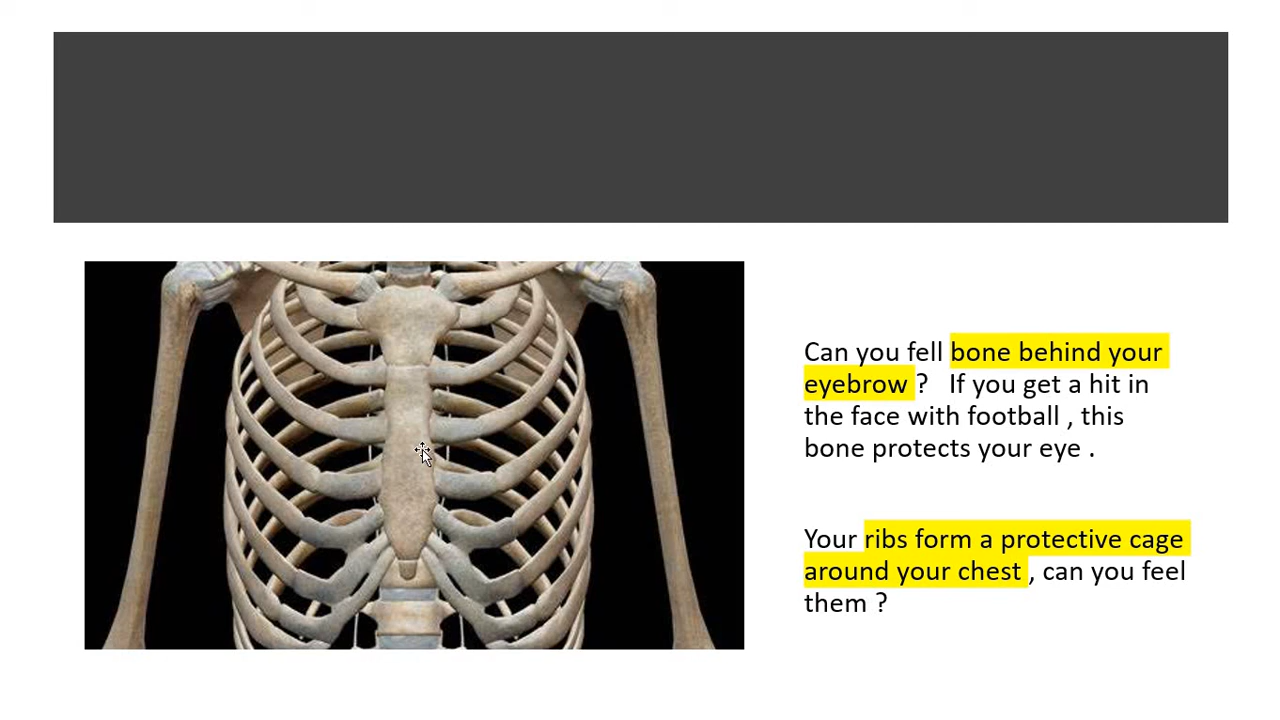 Can you fell bone behind your
eyebrow ? If you get a hit in
the face with football , this
bone protects your eye .
Your ribs form a protective cage
around your chest , can you feel
them ?